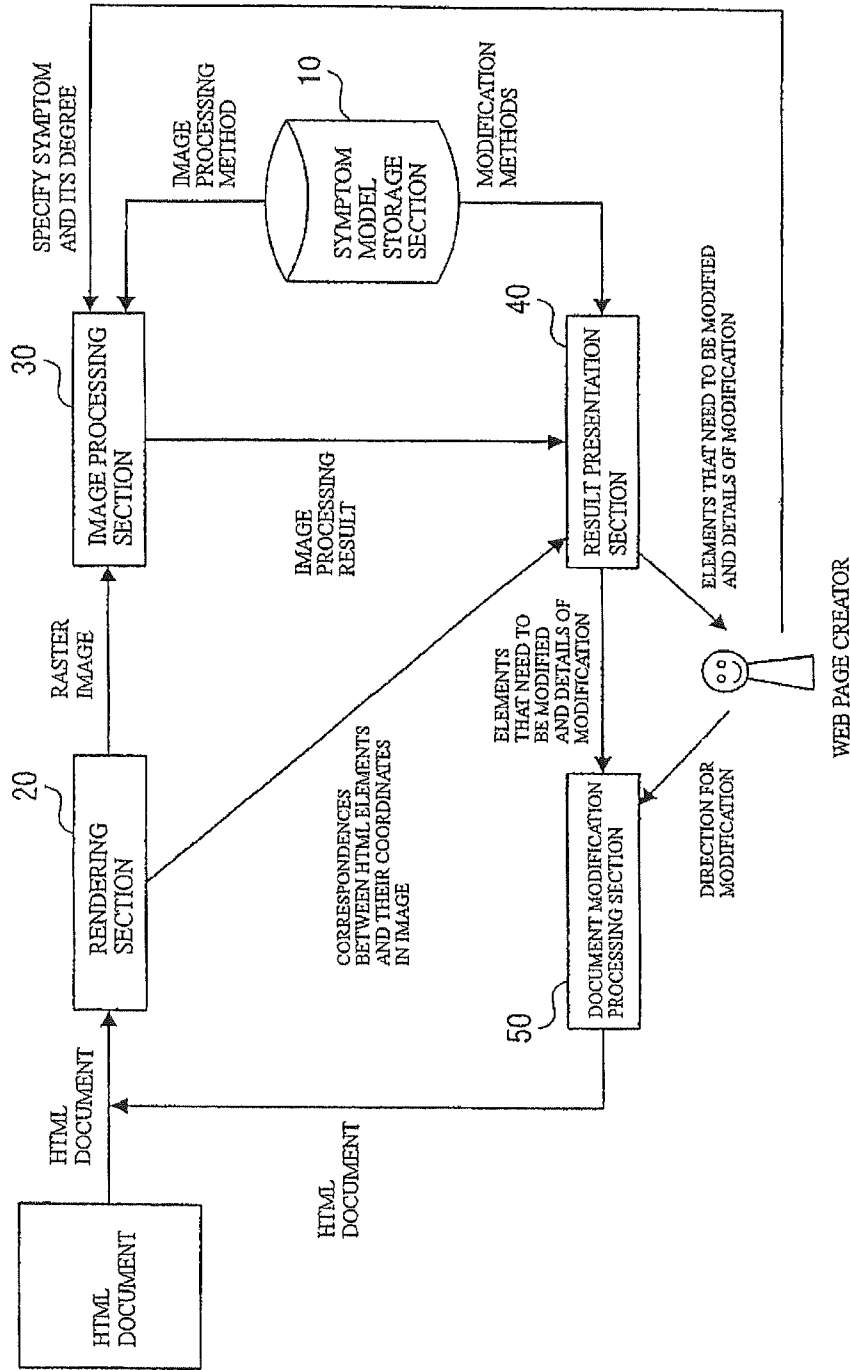 HTML
DOCUMENT
HTML
DOCUMENT
20
RENDERING
SECTION
RASTER
IMAGE
30
IMAGE PROCESSING
SECTION
SPECIFY SYMPTOM
AND ITS DEGREE
IMAGE
PROCESSING
METHOD
10
SYMPTOM
MODEL
STORAGE
SECTION
MODIFICATION
METHODS
IMAGE
PROCESSING
RESULT
CORRESPONDENCES
BETWEEN HTML ELEMENTS
AND THEIR COORDINATES
IN IMAGE
40
RESULT PRESENTATION
SECTION
ELEMENTS
THAT NEED TO
BE MODIFIED
AND DETAILS OF
MODIFICATION
50
DOCUMENT MODIFICATION
PROCESSING SECTION
HTML
DOCUMENT
DIRECTION FOR
MODIFICATION
ELEMENTS THAT NEED TO BE MODIFIED
AND DETAILS OF MODIFICATION
WEB PAGE CREATOR